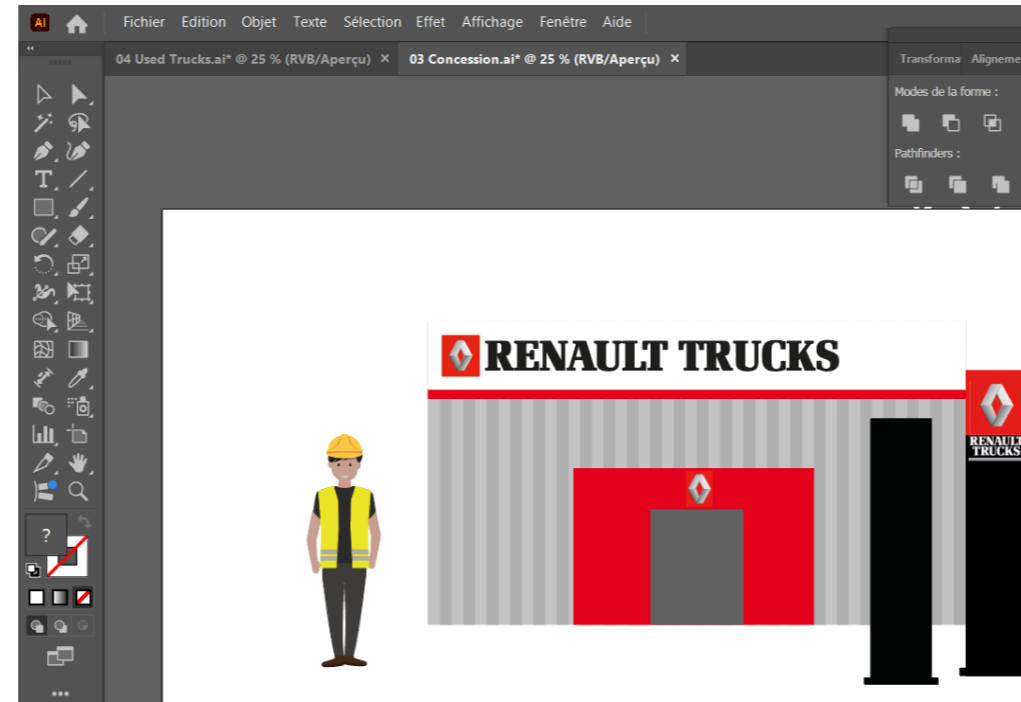 Ai
Fichier Edition Objet Texte Sélection Effet Affichage Fenêtre Aide
04 Used Trucks.ai* @ 25 % (RVB/Aperçu) × 03 Concession.ai* @ 25 % (RVB/Aperçu) ×
Transforma Aligneme
Modes de la forme :
Pathfinders :
RENAULT TRUCKS
RENAULT
TRUCKS
?